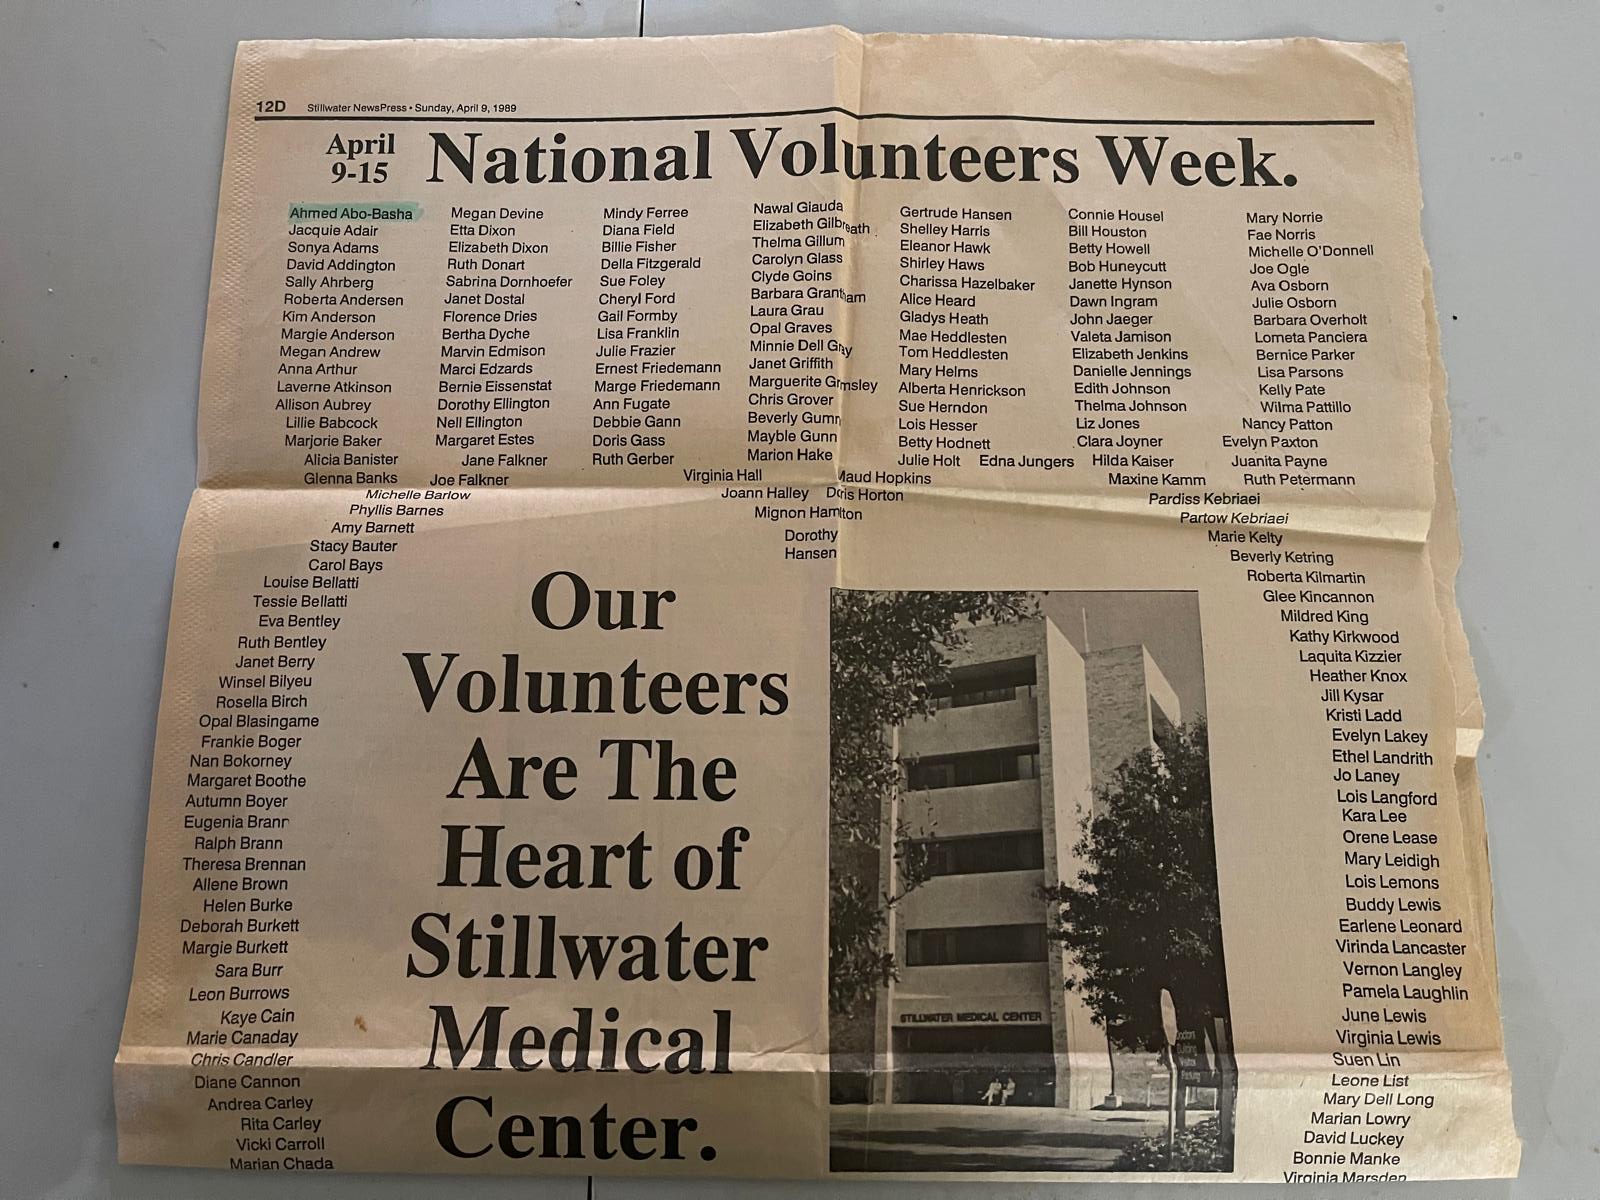 12D
Stillwater NewsPress • Sunday, April 9, 1989
April
9-15
National Volunteers Week.
Ahmed Abo-Basha
Jacquie Adair
Sonya Adams
David Addington
Sally Ahrberg
Roberta Andersen
Kim Anderson
Margie Anderson
Megan Andrew
Anna Arthur
Laverne Atkinson
Allison Aubrey
Lillie Babcock
Marjorie Baker
Alicia Banister
Glenna Banks
Michelle Barlow
Phyllis Barnes
Amy Barnett
Stacy Bauter
Carol Bays
Louise Bellatti
Tessie Bellatti
Eva Bentley
Ruth Bentley
Janet Berry
Winsel Bilyeu
Rosella Birch
Opal Blasingame
Frankie Boger
Nan Bokorney
Margaret Boothe
Autumn Boyer
Eugenia Brann
Ralph Brann
Theresa Brennan
Allene Brown
Helen Burke
Deborah Burkett
Margie Burkett
Sara Burr
Leon Burrows
Kaye Cain
Marie Canaday
Chris Candler
Diane Cannon
Andrea Carley
Rita Carley
Vicki Carroll
Marian Chada
Megan Devine
Etta Dixon
Elizabeth Dixon
Ruth Donart
Sabrina Dornhoefer
Janet Dostal
Florence Dries
Bertha Dyche
Marvin Edmison
Marci Edzards
Bernie Eissenstat
Dorothy Ellington
Nell Ellington
Margaret Estes
Jane Falkner
Joe Falkner
Mindy Ferree
Diana Field
Billie Fisher
Della Fitzgerald
Sue Foley
Cheryl Ford
Gail Formby
Lisa Franklin
Julie Frazier
Ernest Friedemann
Marge Friedemann
Ann Fugate
Debbie Gann
Doris Gass
Ruth Gerber
Nawal Giauda
Elizabeth Gilbreath
Thelma Gillum
Carolyn Glass
Clyde Goins
Barbara Grantham
Laura Grau
Opal Graves
Minnie Dell Gray
Janet Griffith
Marguerite Grimsley
Chris Grover
Beverly Gumm
Mayble Gunn
Marion Hake
Virginia Hall
Joann Halley
Mignon Hamilton
Dorothy
Hansen
Gertrude Hansen
Shelley Harris
Eleanor Hawk
Shirley Haws
Charissa Hazelbaker
Alice Heard
Gladys Heath
Mae Heddlesten
Tom Heddlesten
Mary Helms
Alberta Henrickson
Sue Herndon
Lois Hesser
Betty Hodnett
Julie Holt
Maud Hopkins
Doris Horton
Connie Housel
Bill Houston
Betty Howell
Bob Huneycutt
Janette Hynson
Dawn Ingram
John Jaeger
Valeta Jamison
Elizabeth Jenkins
Danielle Jennings
Edith Johnson
Thelma Johnson
Liz Jones
Clara Joyner
Edna Jungers
Hilda Kaiser
Maxine Kamm
Pardiss Kebriaei
Partow Kebriaei
Marie Kelty
Beverly Ketring
Roberta Kilmartin
Glee Kincannon
Mildred King
Kathy Kirkwood
Laquita Kizzier
Heather Knox
Jill Kysar
Kristi Ladd
Evelyn Lakey
Ethel Landrith
Jo Laney
Lois Langford
Kara Lee
Orene Lease
Mary Leidigh
Lois Lemons
Buddy Lewis
Earlene Leonard
Virinda Lancaster
Vernon Langley
Pamela Laughlin
June Lewis
Virginia Lewis
Suen Lin
Leone List
Mary Dell Long
Marian Lowry
David Luckey
Bonnie Manke
Virginia Marsden
Mary Norrie
Fae Norris
Michelle O'Donnell
Joe Ogle
Ava Osborn
Julie Osborn
Barbara Overholt
Lometa Panciera
Bernice Parker
Lisa Parsons
Kelly Pate
Wilma Pattillo
Nancy Patton
Evelyn Paxton
Juanita Payne
Ruth Petermann
Our
Volunteers
Are The
Heart of
Stillwater
Medical
Center.
STILLWATER MEDICAL CENTER
Doctors
Building
Visitor
Parking